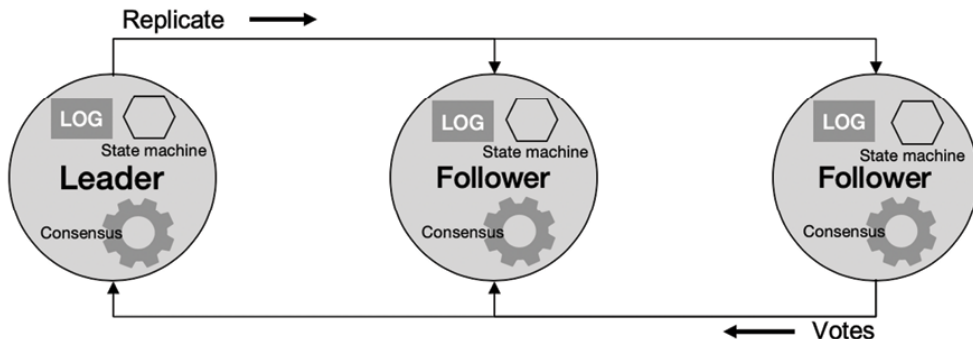 Replicate
LOG
State machine
Leader
Consensus
LOG
State machine
Follower
Consensus
LOG
State machine
Follower
Consensus
Votes